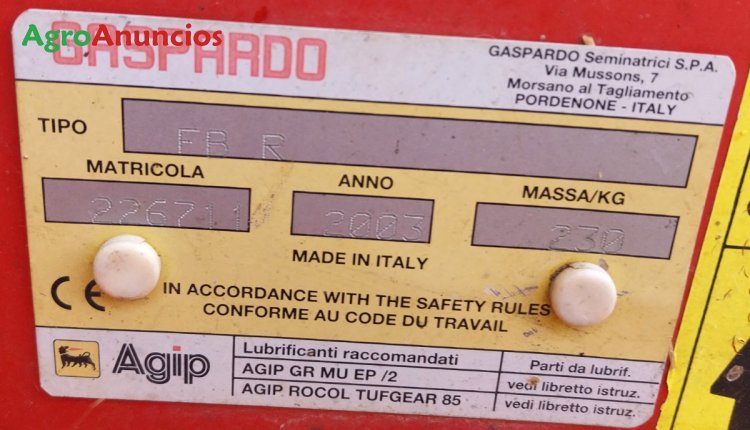 AgroAnuncios
GASPARDO
GASPARDO Seminatrici S.P.A.
Via Mussons, 7
Morsano al Tagliamento
PORDENONE - ITALY
TIPO
FB R
MATRICOLA
226711
ANNO
2003
MASSA/KG
230
MADE IN ITALY
CE
IN ACCORDANCE WITH THE SAFETY RULES
CONFORME AU CODE DU TRAVAIL
Agip
Lubrificanti raccomandati
Parti da lubrif.
AGIP GR MU EP /2
vedi libretto istruz.
AGIP ROCOL TUFGEAR 85
vedi libretto istruz.